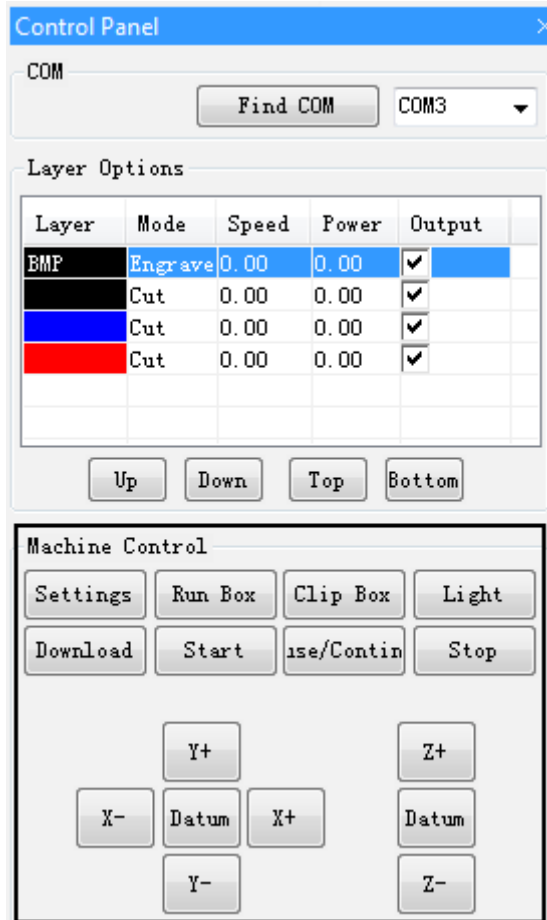 Control Panel
COM
Find COM COM3
Layer Options
Layer Mode Speed Power Output
BMP Engrave 0.00 0.00
Cut 0.00 0.00
Cut 0.00 0.00
Cut 0.00 0.00
Up Down Top Bottom
Machine Control
Settings Run Box Clip Box Light
Download Start use/Contin Stop
Y+ Z+
X- Datum X+ Datum
Y- Z-